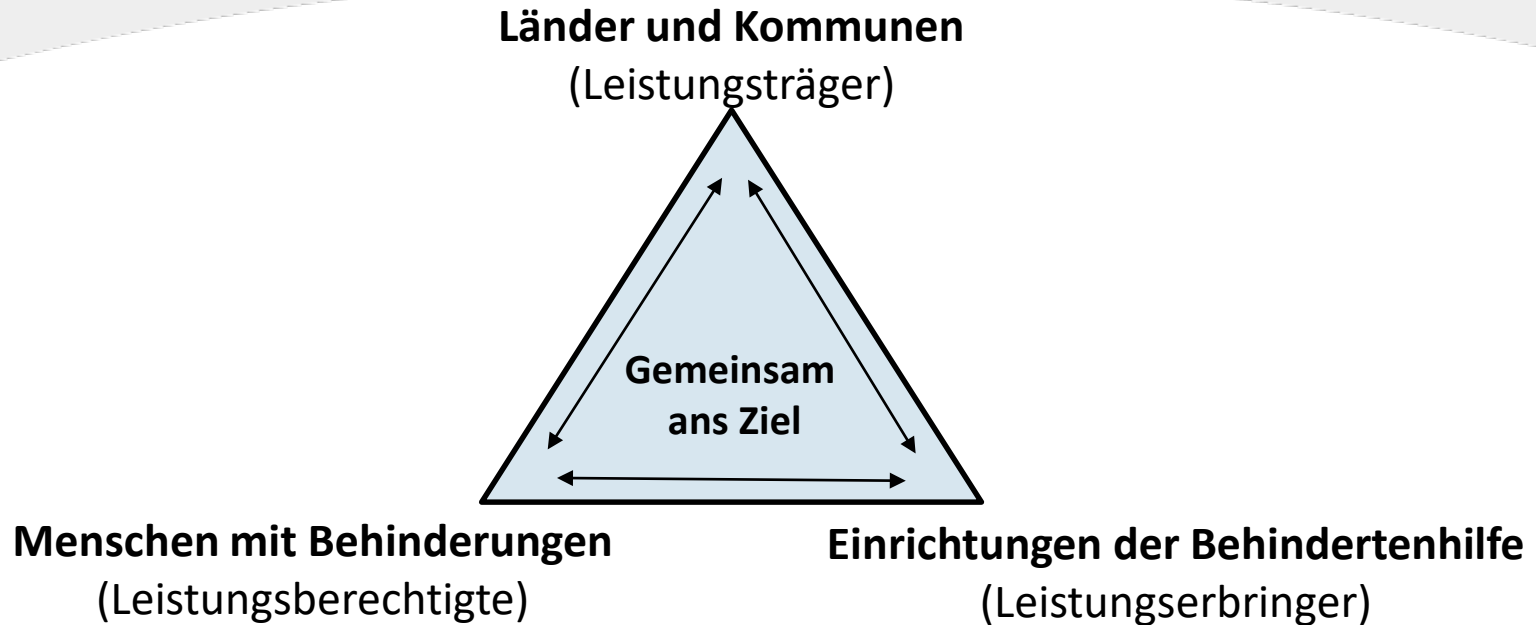 Länder und Kommunen
(Leistungsträger)
Gemeinsam
ans Ziel
Menschen mit Behinderungen
(Leistungsberechtigte)
Einrichtungen der Behindertenhilfe
(Leistungserbringer)